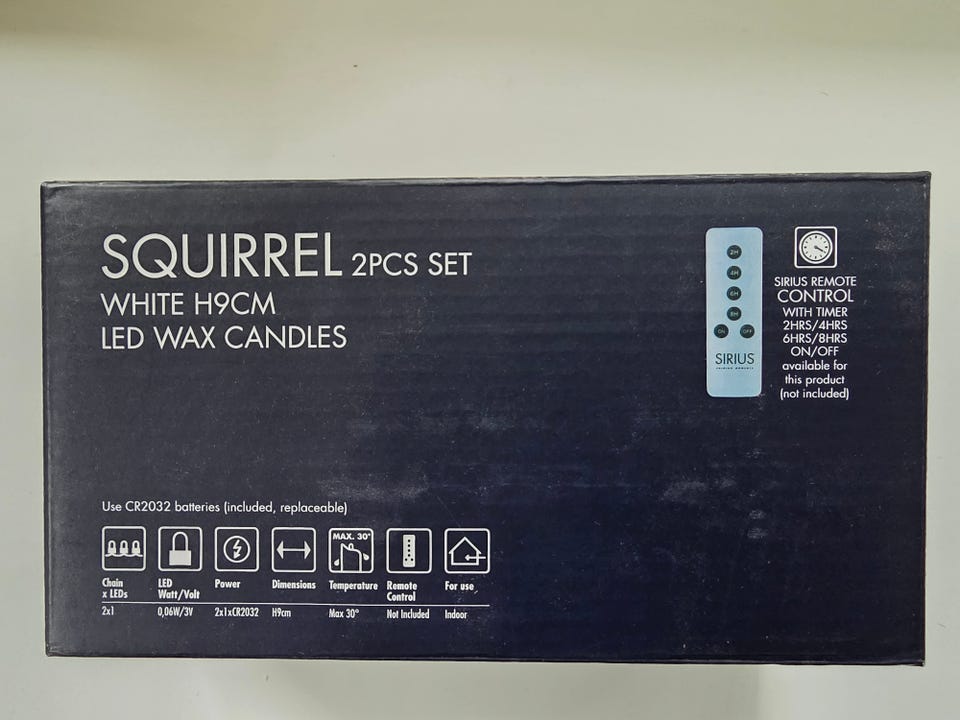 SQUIRREL 2PCS SET
WHITE H9CM
LED WAX CANDLES
2H
4H
6H
8H
ON OFF
SIRIUS
SIRIUS REMOTE
CONTROL
WITH TIMER
2HRS/4HRS
6HRS/8HRS
ON/OFF
available for
this product
(not included)
Use CR2032 batteries (included, replaceable)
MAX. 30°
Chain
x LEDs
LED
Watt/Volt
Power
Dimensions
Temperature
Remote
Control
For use
2x1 0,06W/3V 2x1xCR2032 H9cm Max 30° Not Included Indoor